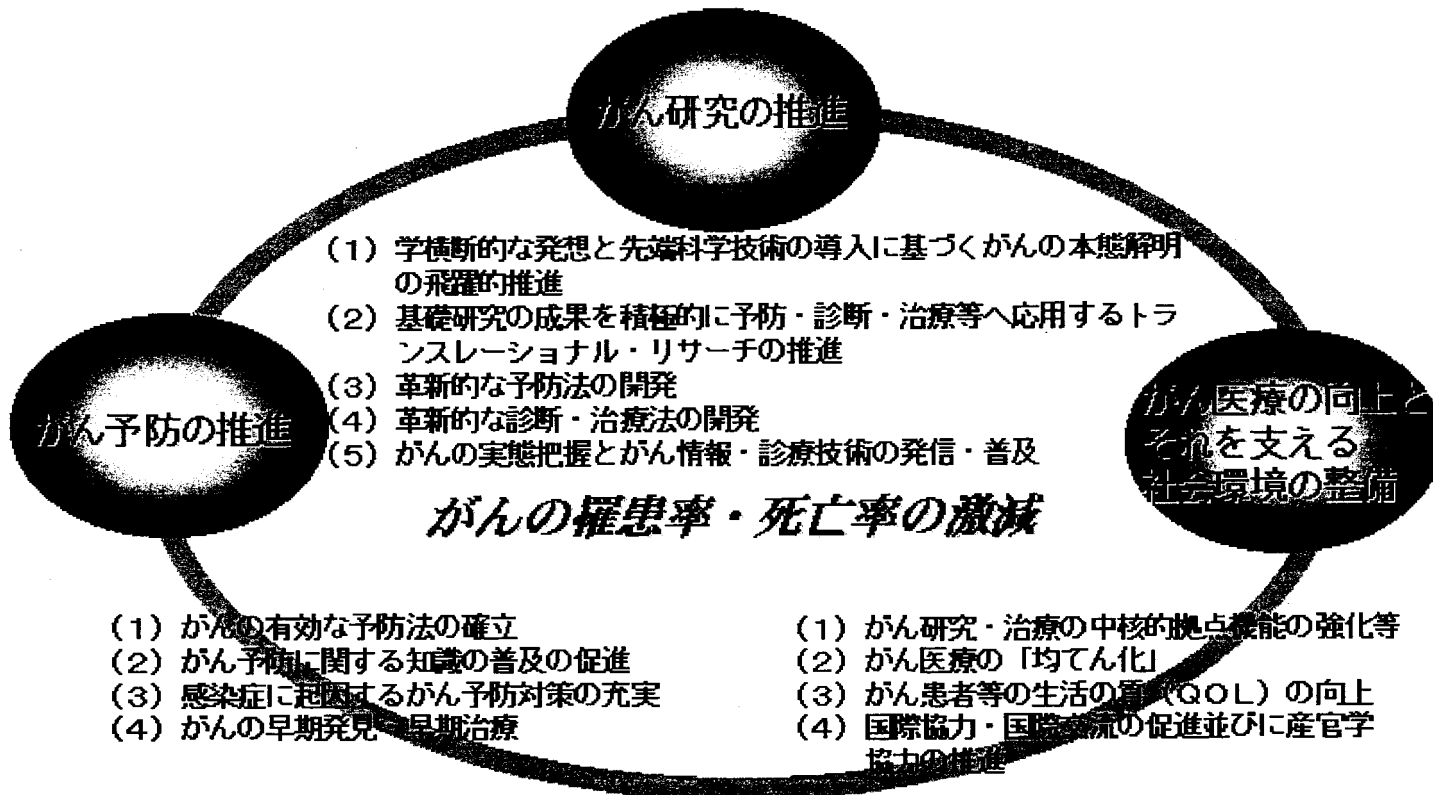 がん研究の推進
(1) 学横断的な発想と先端科学技術の導入に基づくがんの本態解明
の飛躍的推進
(2) 基礎研究の成果を積極的に予防・診断・治療等へ応用するトラ
ンスレーショナル・リサーチの推進
(3) 革新的な予防法の開発
(4) 革新的な診断・治療法の開発
(5) がんの実態把握とがん情報・診療技術の発信・普及
がん予防の推進
がん医療の向上と
それを支える
社会環境の整備
がんの罹患率・死亡率の激減
(1) がんの有効な予防法の確立
(2) がん予防に関する知識の普及の促進
(3) 感染症に起因するがん予防対策の充実
(4) がんの早期発見・早期治療
(1) がん研究・治療の中核的拠点機能の強化等
(2) がん医療の「均てん化」
(3) がん患者等の生活の質(QOL)の向上
(4) 国際協力・国際交流の促進並びに産官学
協力の推進